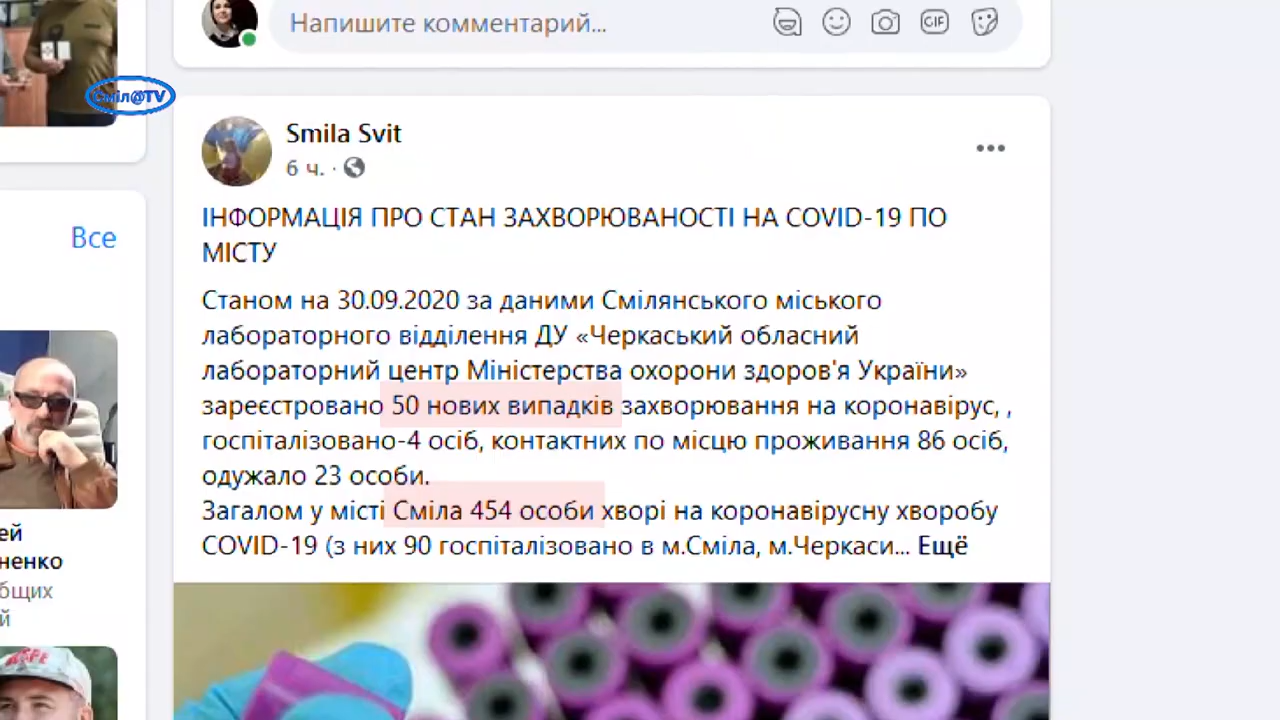 Напишите комментарий...
GIF
Сміл@TV
Smila Svit
6 ч. ·
ІНФОРМАЦІЯ ПРО СТАН ЗАХВОРЮВАНОСТІ НА COVID-19 ПО
МІСТУ
Все
Станом на 30.09.2020 за даними Смілянського міського
лабораторного відділення ДУ «Черкаський обласний
лабораторний центр Міністерства охорони здоров'я України»
зареєстровано 50 нових випадків захворювання на коронавірус, ,
госпіталізовано-4 осіб, контактних по місцю проживання 86 осіб,
одужало 23 особи.
Загалом у місті Сміла 454 особи хворі на коронавірусну хворобу
COVID-19 (з них 90 госпіталізовано в м.Сміла, м.Черкаси... Ещё
ей
ненко
бщих
й